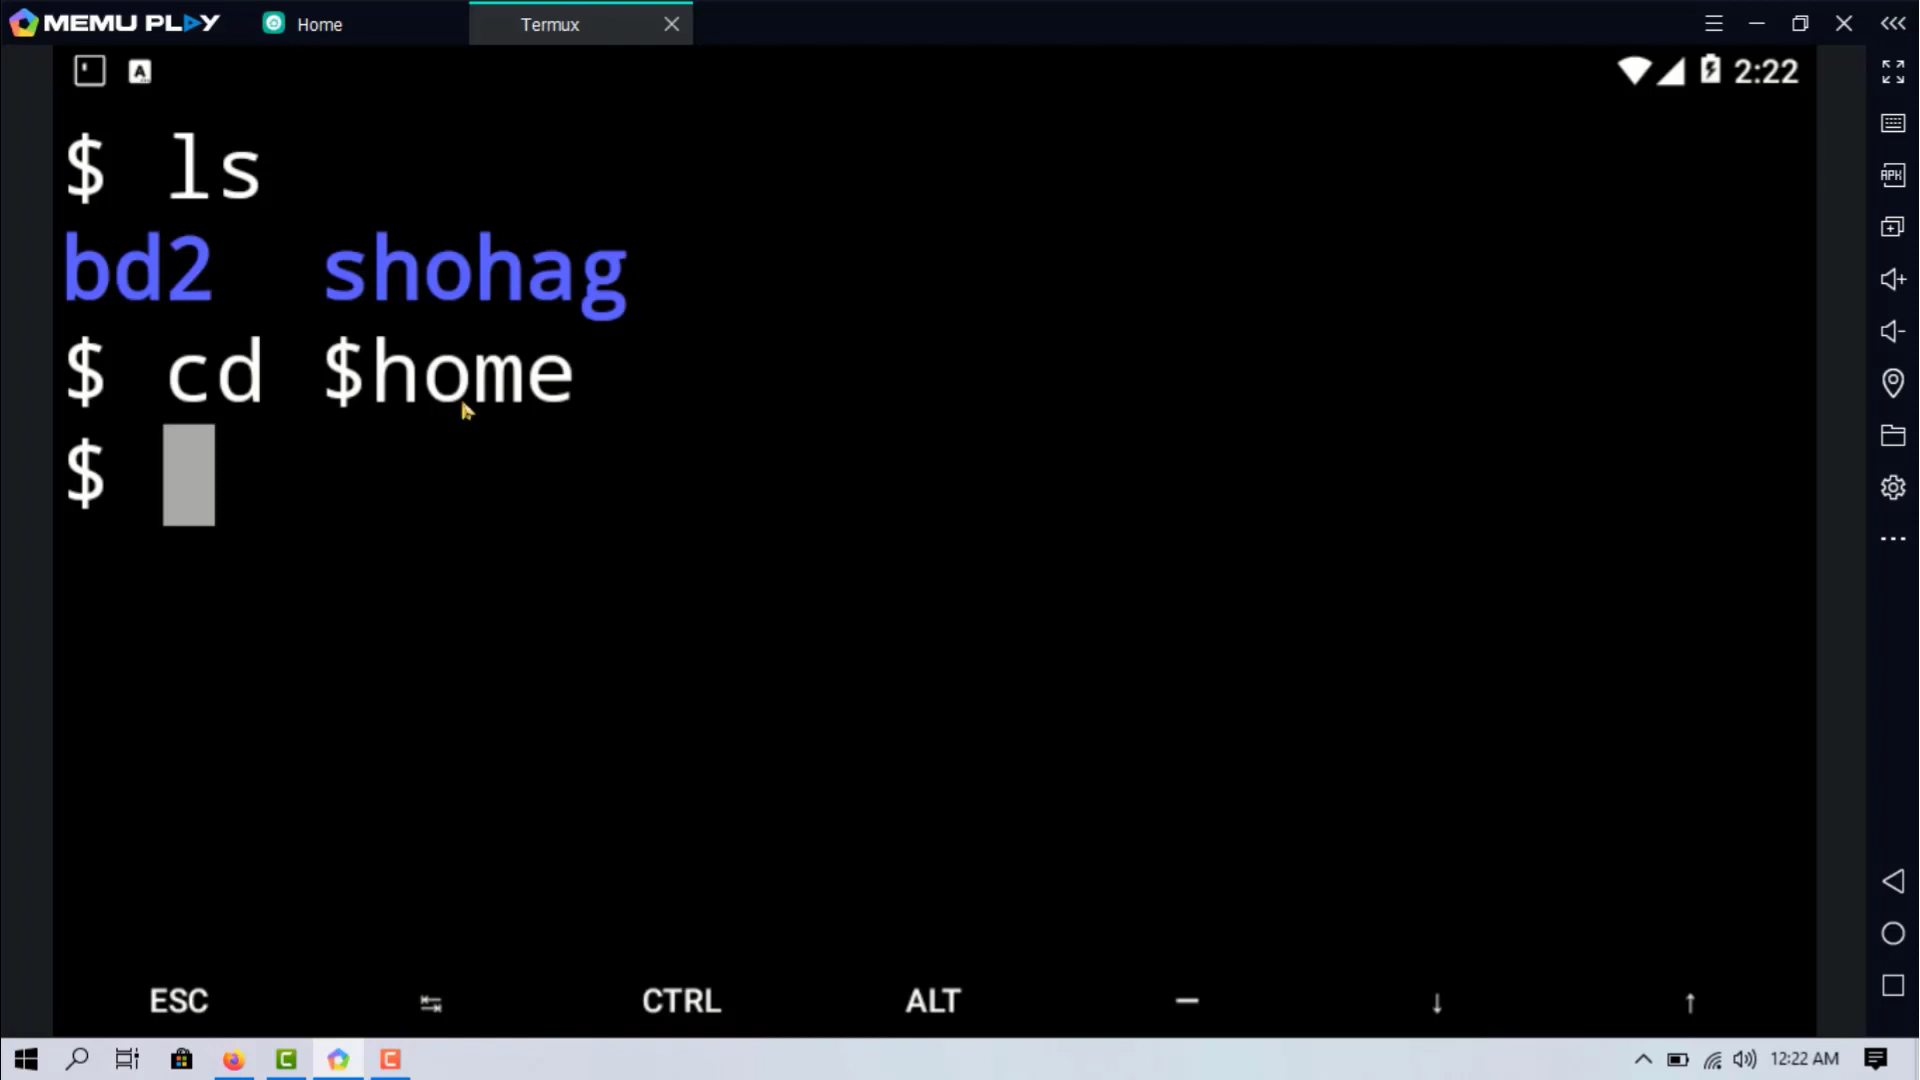 MEMU PLAY
Home
Termux
2:22
$ ls
bd2 shohag
$ cd $home
$
APK
ESC
CTRL
ALT
12:22 AM